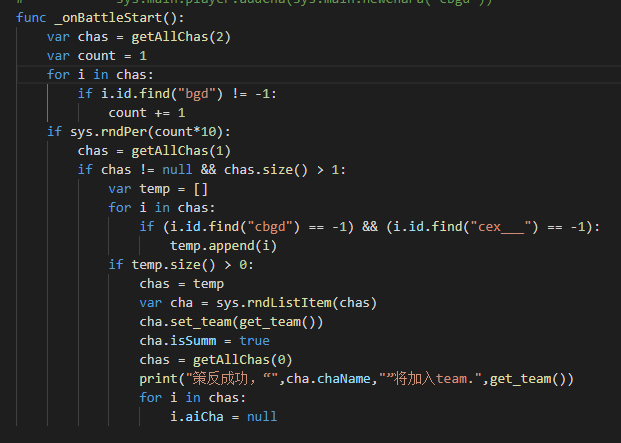 #        sys.main.player.addCha(sys.main.newChara("cbgd"))
func _onBattleStart():
    var chas = getAllChas(2)
    var count = 1
    for i in chas:
        if i.id.find("bgd") != -1:
            count += 1
    if sys.rndPer(count*10):
        chas = getAllChas(1)
        if chas != null && chas.size() > 1:
            var temp = []
            for i in chas:
                if (i.id.find("cbgd") == -1) && (i.id.find("cex___") == -1):
                    temp.append(i)
            if temp.size() > 0:
                chas = temp
                var cha = sys.rndListItem(chas)
                cha.set_team(get_team())
                cha.isSumm = true
                chas = getAllChas(0)
                print("策反成功，“",cha.chaName,"”将加入team.",get_team())
                for i in chas:
                    i.aiCha = null